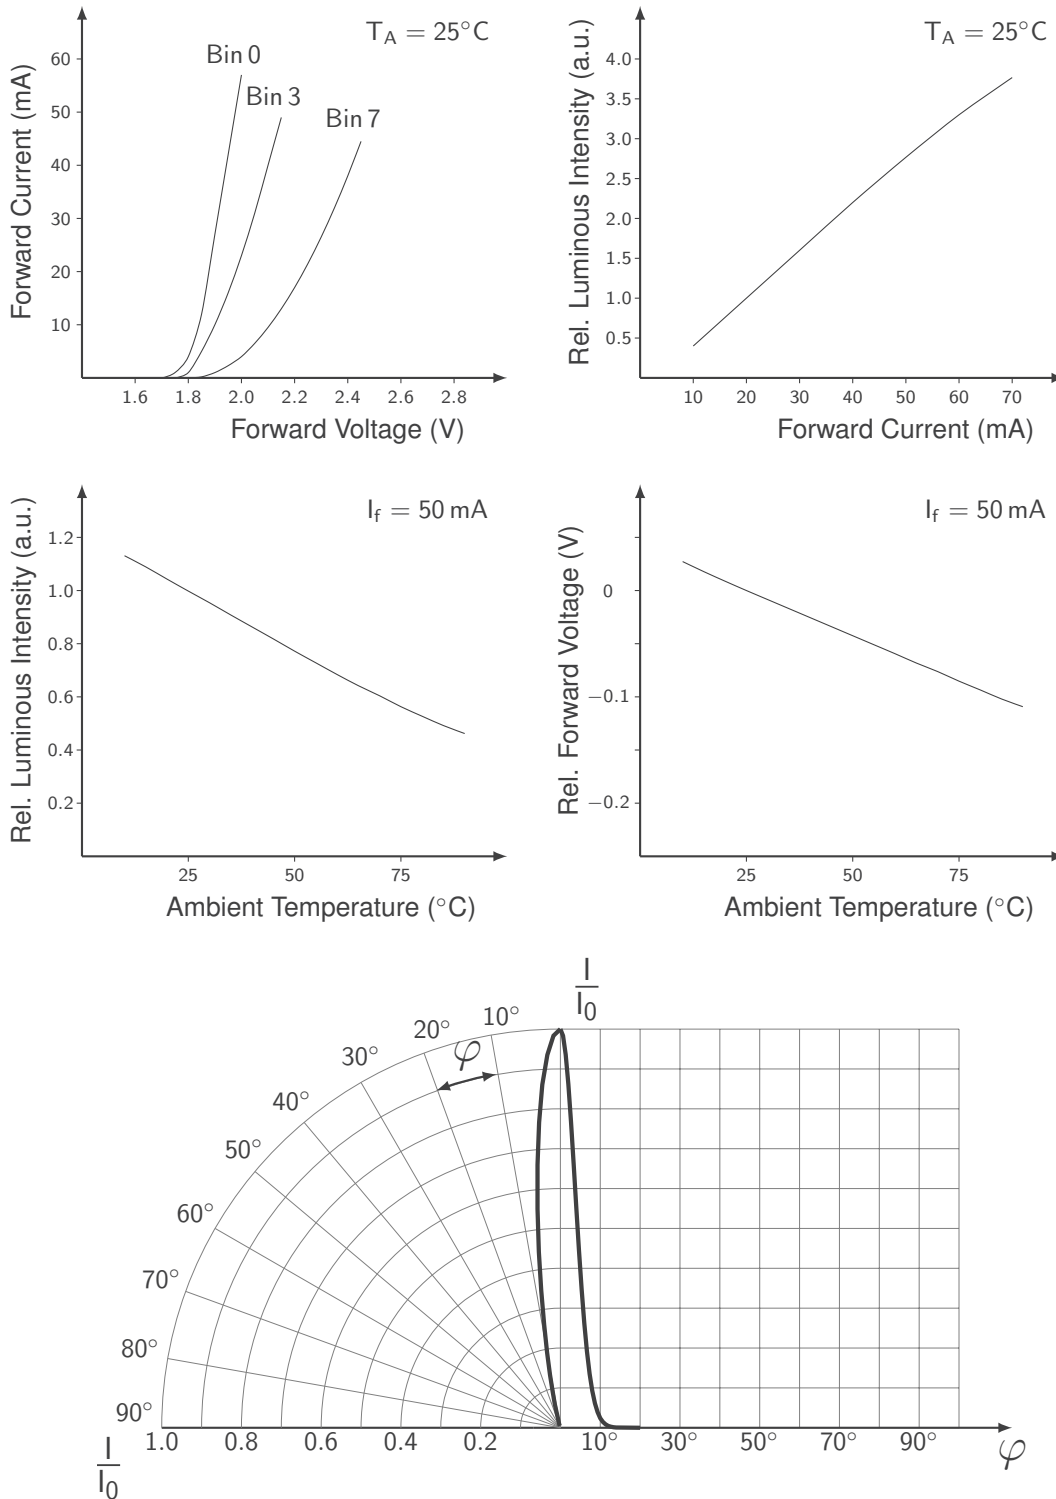 T_A = 25°C
Forward Current (mA)
60
50
40
30
20
10
Bin 0
Bin 3
Bin 7
1.6 1.8 2.0 2.2 2.4 2.6 2.8
Forward Voltage (V)
T_A = 25°C
Rel. Luminous Intensity (a.u.)
4.0
3.5
3.0
2.5
2.0
1.5
1.0
0.5
10 20 30 40 50 60 70
Forward Current (mA)
I_f = 50 mA
Rel. Luminous Intensity (a.u.)
1.2
1.0
0.8
0.6
0.4
0.2
25 50 75
Ambient Temperature (°C)
I_f = 50 mA
Rel. Forward Voltage (V)
0
−0.1
−0.2
25 50 75
Ambient Temperature (°C)
I
I_0
10°
20°
φ
30°
40°
50°
60°
70°
80°
90°
1.0 0.8 0.6 0.4 0.2 10° 30° 50° 70° 90° φ
I
I_0